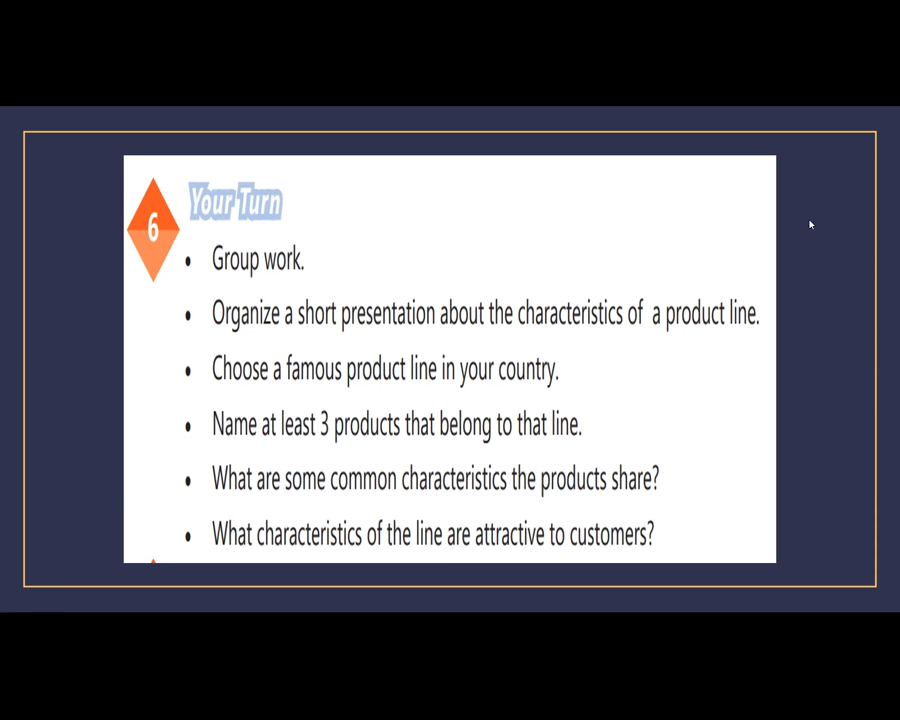 6
Your Turn
• Group work.
• Organize a short presentation about the characteristics of a product line.
• Choose a famous product line in your country.
• Name at least 3 products that belong to that line.
• What are some common characteristics the products share?
• What characteristics of the line are attractive to customers?